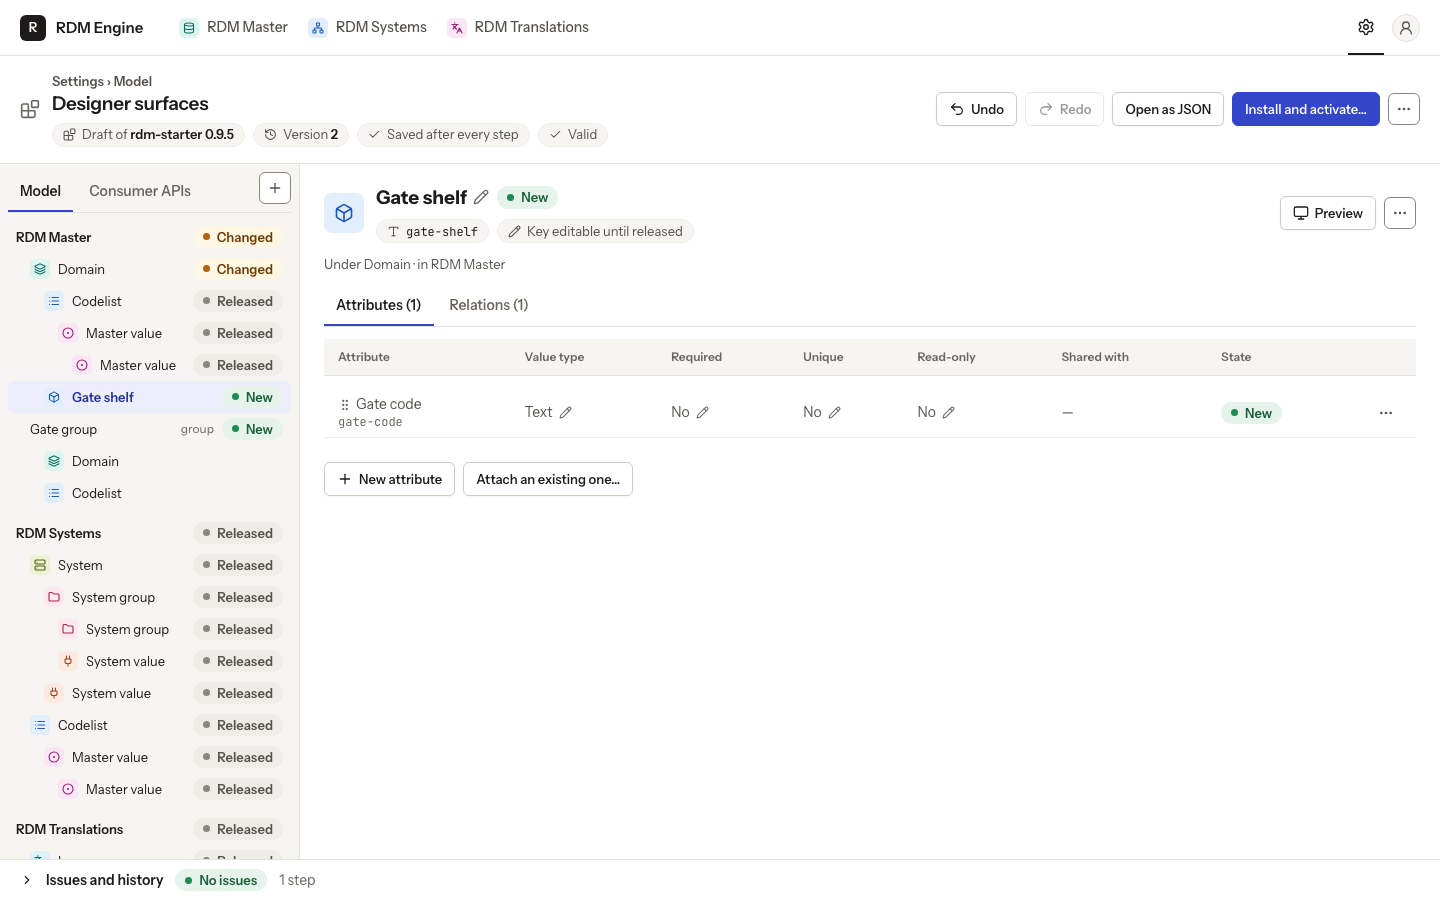 R RDM Engine RDM Master RDM Systems RDM Translations
Settings › Model
Designer surfaces
Draft of rdm-starter 0.9.5 Version 2 Saved after every step Valid
Undo Redo Open as JSON Install and activate...
Model Consumer APIs
RDM Master Changed
Domain Changed
Codelist Released
Master value Released
Master value Released
Gate shelf New
Gate group group New
Domain
Codelist
RDM Systems Released
System Released
System group Released
System group Released
System value Released
System value Released
Codelist Released
Master value Released
Master value Released
RDM Translations Released
Gate shelf New
gate-shelf Key editable until released
Preview
Under Domain · in RDM Master
Attributes (1) Relations (1)
Attribute Value type Required Unique Read-only Shared with State
Gate code Text No No No — New
gate-code
New attribute Attach an existing one...
Issues and history No issues 1 step